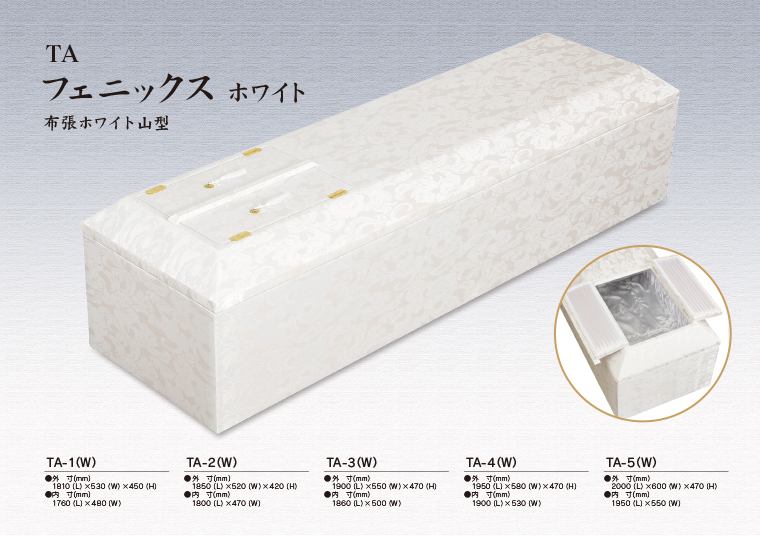 TA
フェニックス ホワイト
布張ホワイト山型
TA-1(W)
●外 寸(mm)
1810 (L) ×530 (W) ×450 (H)
●内 寸(mm)
1760 (L) ×480 (W)
TA-2(W)
●外 寸(mm)
1850 (L) ×520 (W) ×420 (H)
●内 寸(mm)
1800 (L) ×470 (W)
TA-3(W)
●外 寸(mm)
1900 (L) ×550 (W) ×470 (H)
●内 寸(mm)
1860 (L) ×500 (W)
TA-4(W)
●外 寸(mm)
1950 (L) ×580 (W) ×470 (H)
●内 寸(mm)
1900 (L) ×530 (W)
TA-5(W)
●外 寸(mm)
2000 (L) ×600 (W) ×470 (H)
●内 寸(mm)
1950 (L) ×550 (W)